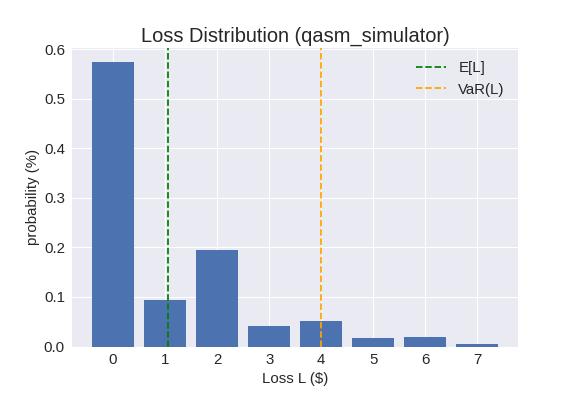 Loss Distribution (qasm_simulator)
E[L]
VaR(L)
probability (%)
0.6
0.5
0.4
0.3
0.2
0.1
0.0
0 1 2 3 4 5 6 7
Loss L ($)